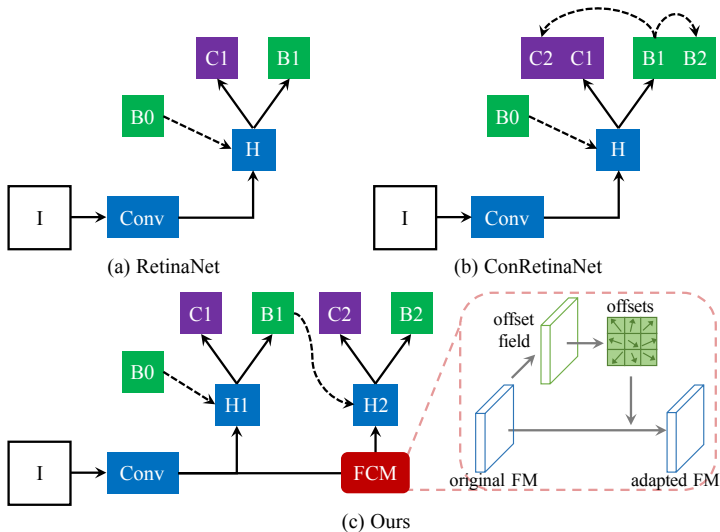 C1 B1
B0
H
I Conv
(a) RetinaNet
C2 C1 B1 B2
B0
H
I Conv
(b) ConRetinaNet
C1 B1 C2 B2
B0
H1 H2
I Conv FCM
offset
field
offsets
original FM adapted FM
(c) Ours